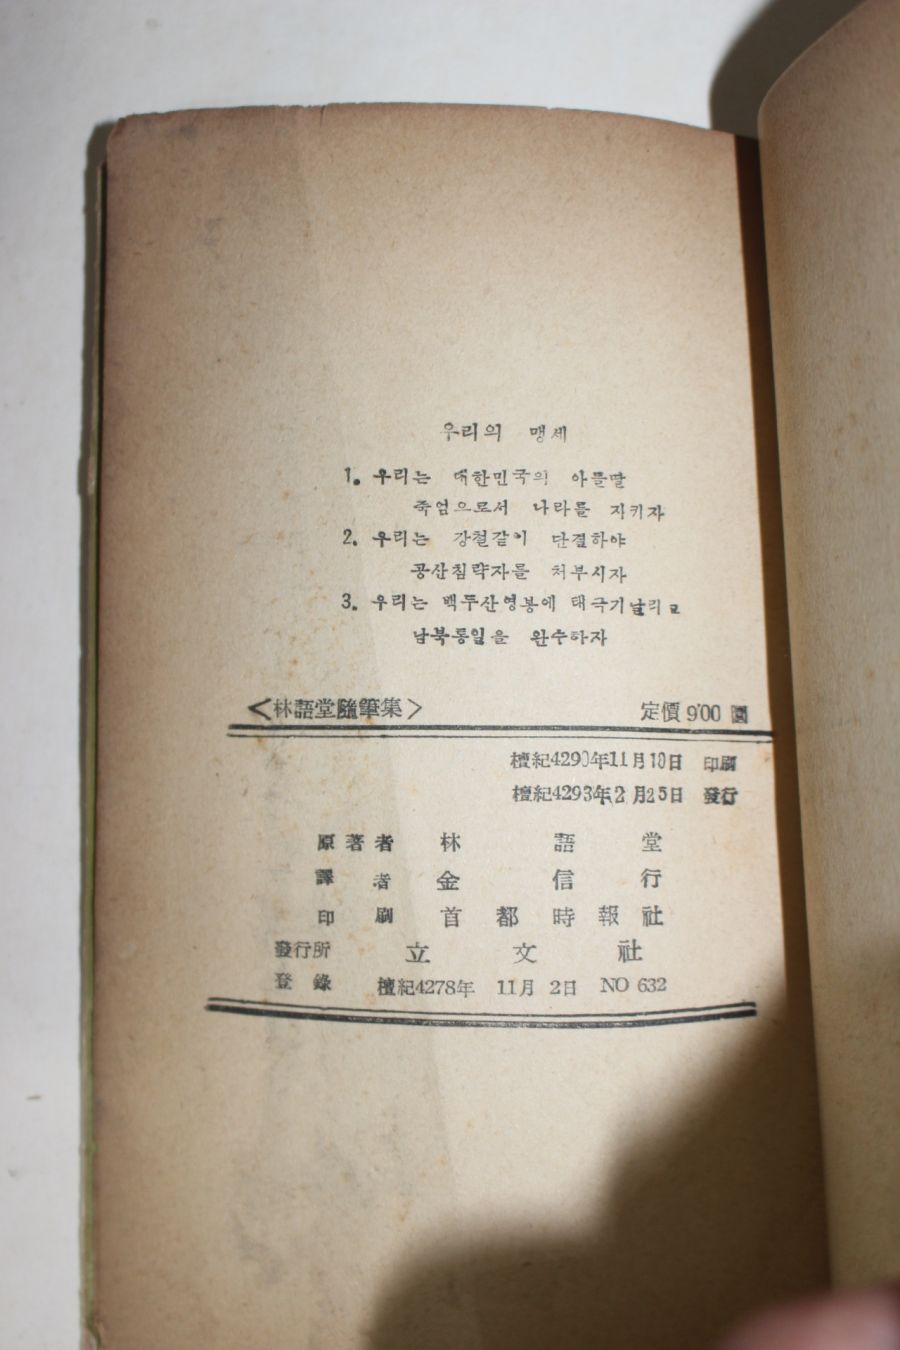 우리의 맹세
1. 우리는 대한민국의 아들딸
죽엄으로서 나라를 지키자
2. 우리는 강철같이 단결하야
공산침략자를 처부시자
3. 우리는 백두산영봉에 태극기날리고
남북통일을 완수하자
<林語堂隨筆集> 定價 900 圜
檀紀4290年11月10日 印刷
檀紀4293年2月25日 發行
原著者 林語堂
譯者 金信行
印刷 首都時報社
發行所 立文社
登錄 檀紀4278年 11月 2日 NO 632